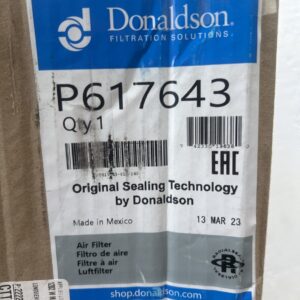 Donaldson.
FILTRATION SOLUTIONS
P617643
Qty 1
EAC
Original Sealing Technology
by Donaldson
Made in Mexico
13 MAR 23
Air Filter
Filtro de aire
Filtre à air
Luftfilter
shop.donaldson